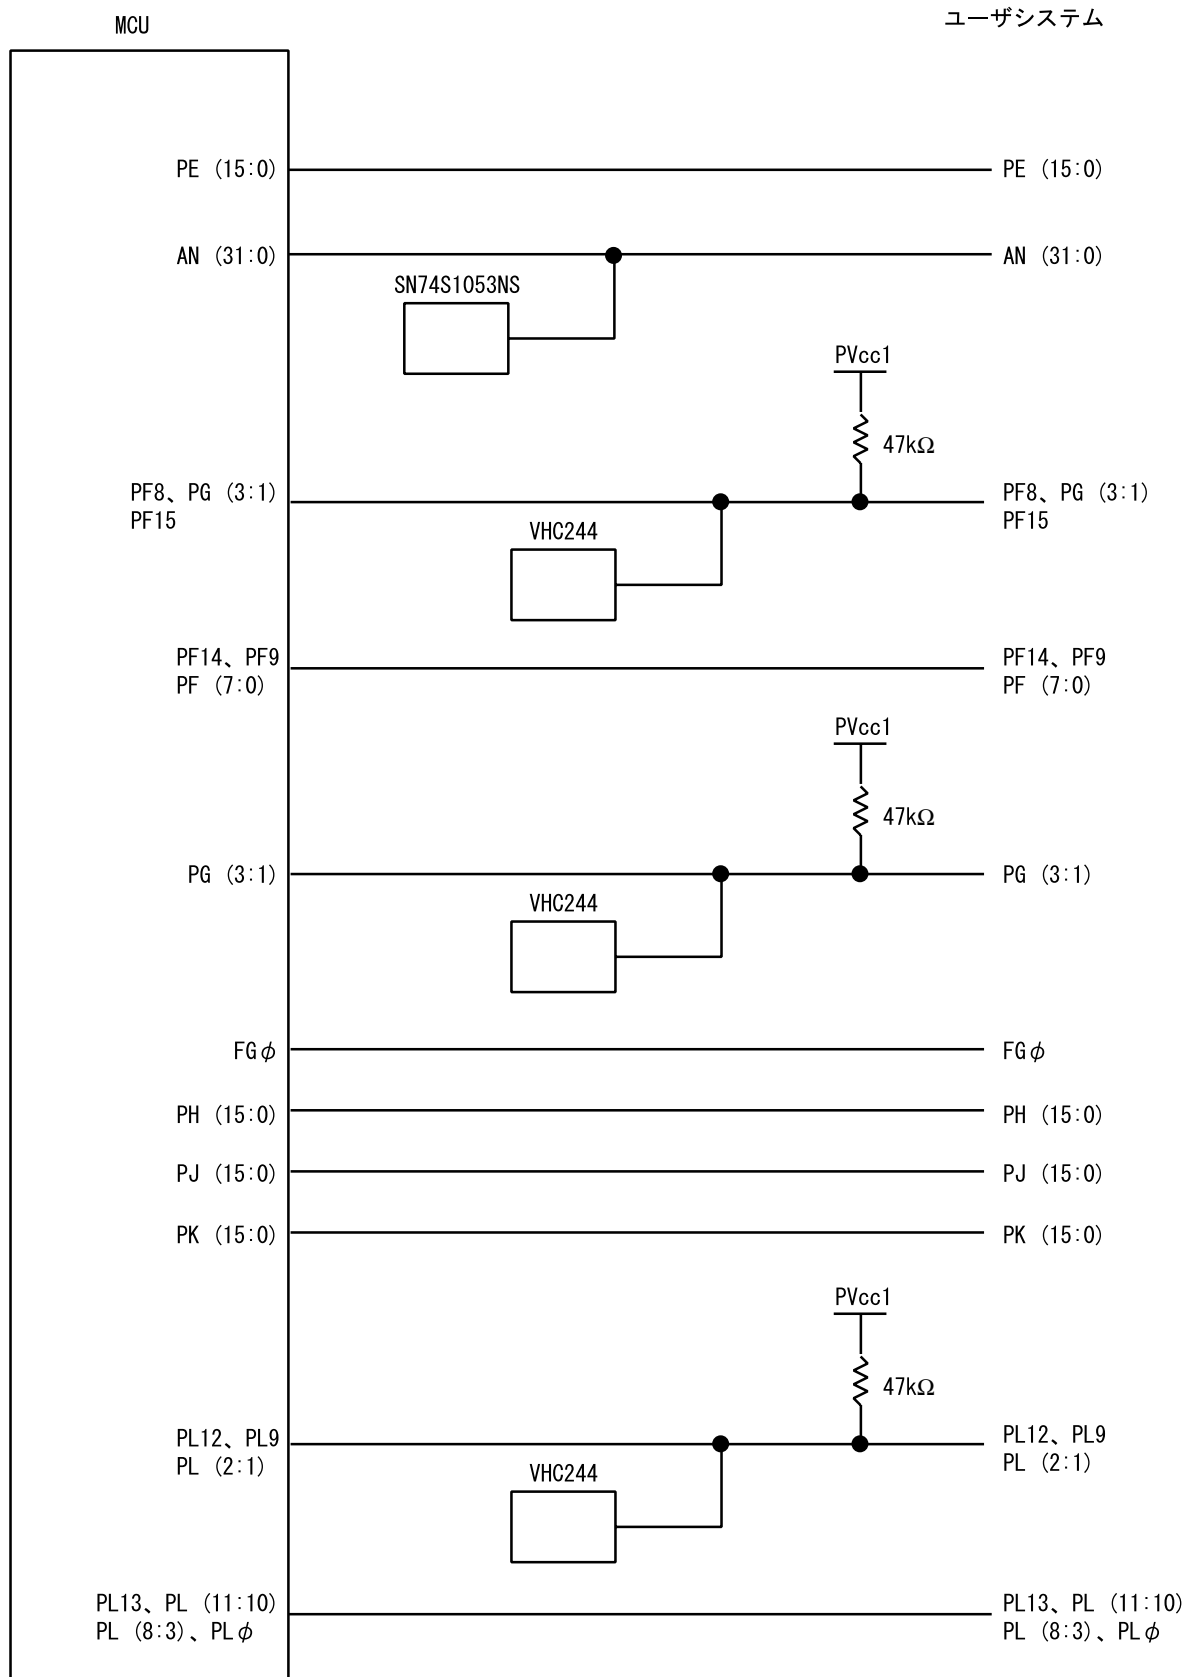 MCU
ユーザシステム
PE (15:0)
PE (15:0)
AN (31:0)
AN (31:0)
SN74S1053NS
PVcc1
47kΩ
PF8、PG (3:1)
PF15
PF8、PG (3:1)
PF15
VHC244
PF14、PF9
PF (7:0)
PF14、PF9
PF (7:0)
PVcc1
47kΩ
PG (3:1)
PG (3:1)
VHC244
FGφ
FGφ
PH (15:0)
PH (15:0)
PJ (15:0)
PJ (15:0)
PK (15:0)
PK (15:0)
PVcc1
47kΩ
PL12、PL9
PL (2:1)
PL12、PL9
PL (2:1)
VHC244
PL13、PL (11:10)
PL (8:3)、PLφ
PL13、PL (11:10)
PL (8:3)、PLφ